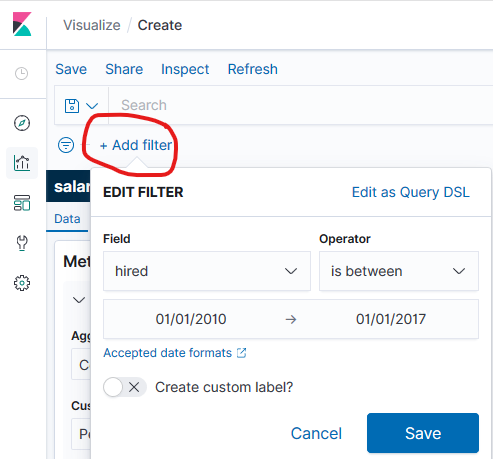 Visualize / Create
Save Share Inspect Refresh
Search
+ Add filter
salar
EDIT FILTER Edit as Query DSL
Data
Field Operator
Met
hired is between
01/01/2010 → 01/01/2017
Agg
Accepted date formats
C
Create custom label?
Cus
Pe
Cancel Save